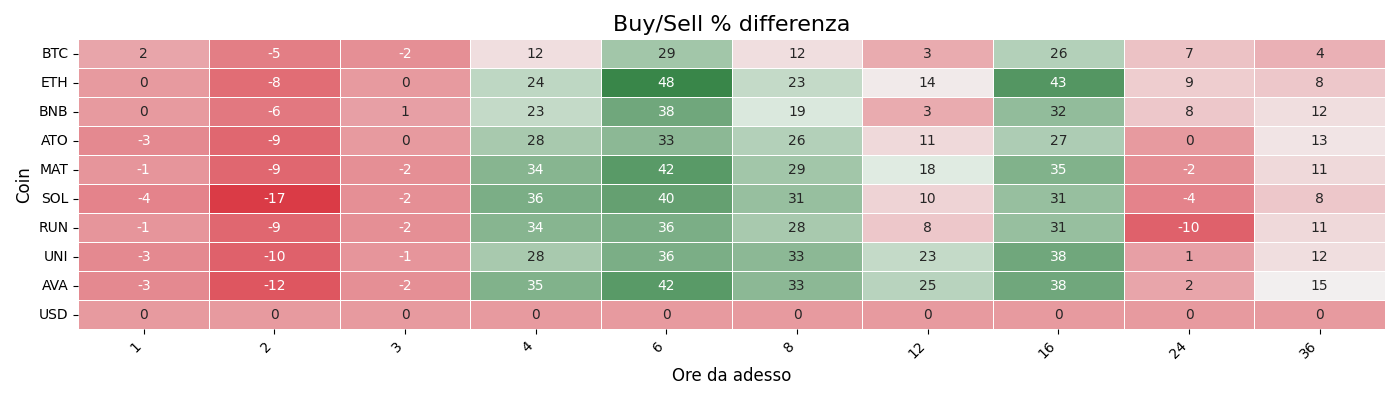 Buy/Sell % differenza
Coin
BTC 2 -5 -2 12 29 12 3 26 7 4
ETH 0 -8 0 24 48 23 14 43 9 8
BNB 0 -6 1 23 38 19 3 32 8 12
ATO -3 -9 0 28 33 26 11 27 0 13
MAT -1 -9 -2 34 42 29 18 35 -2 11
SOL -4 -17 -2 36 40 31 10 31 -4 8
RUN -1 -9 -2 34 36 28 8 31 -10 11
UNI -3 -10 -1 28 36 33 23 38 1 12
AVA -3 -12 -2 35 42 33 25 38 2 15
USD 0 0 0 0 0 0 0 0 0 0
1 2 3 4 6 8 12 16 24 36
Ore da adesso